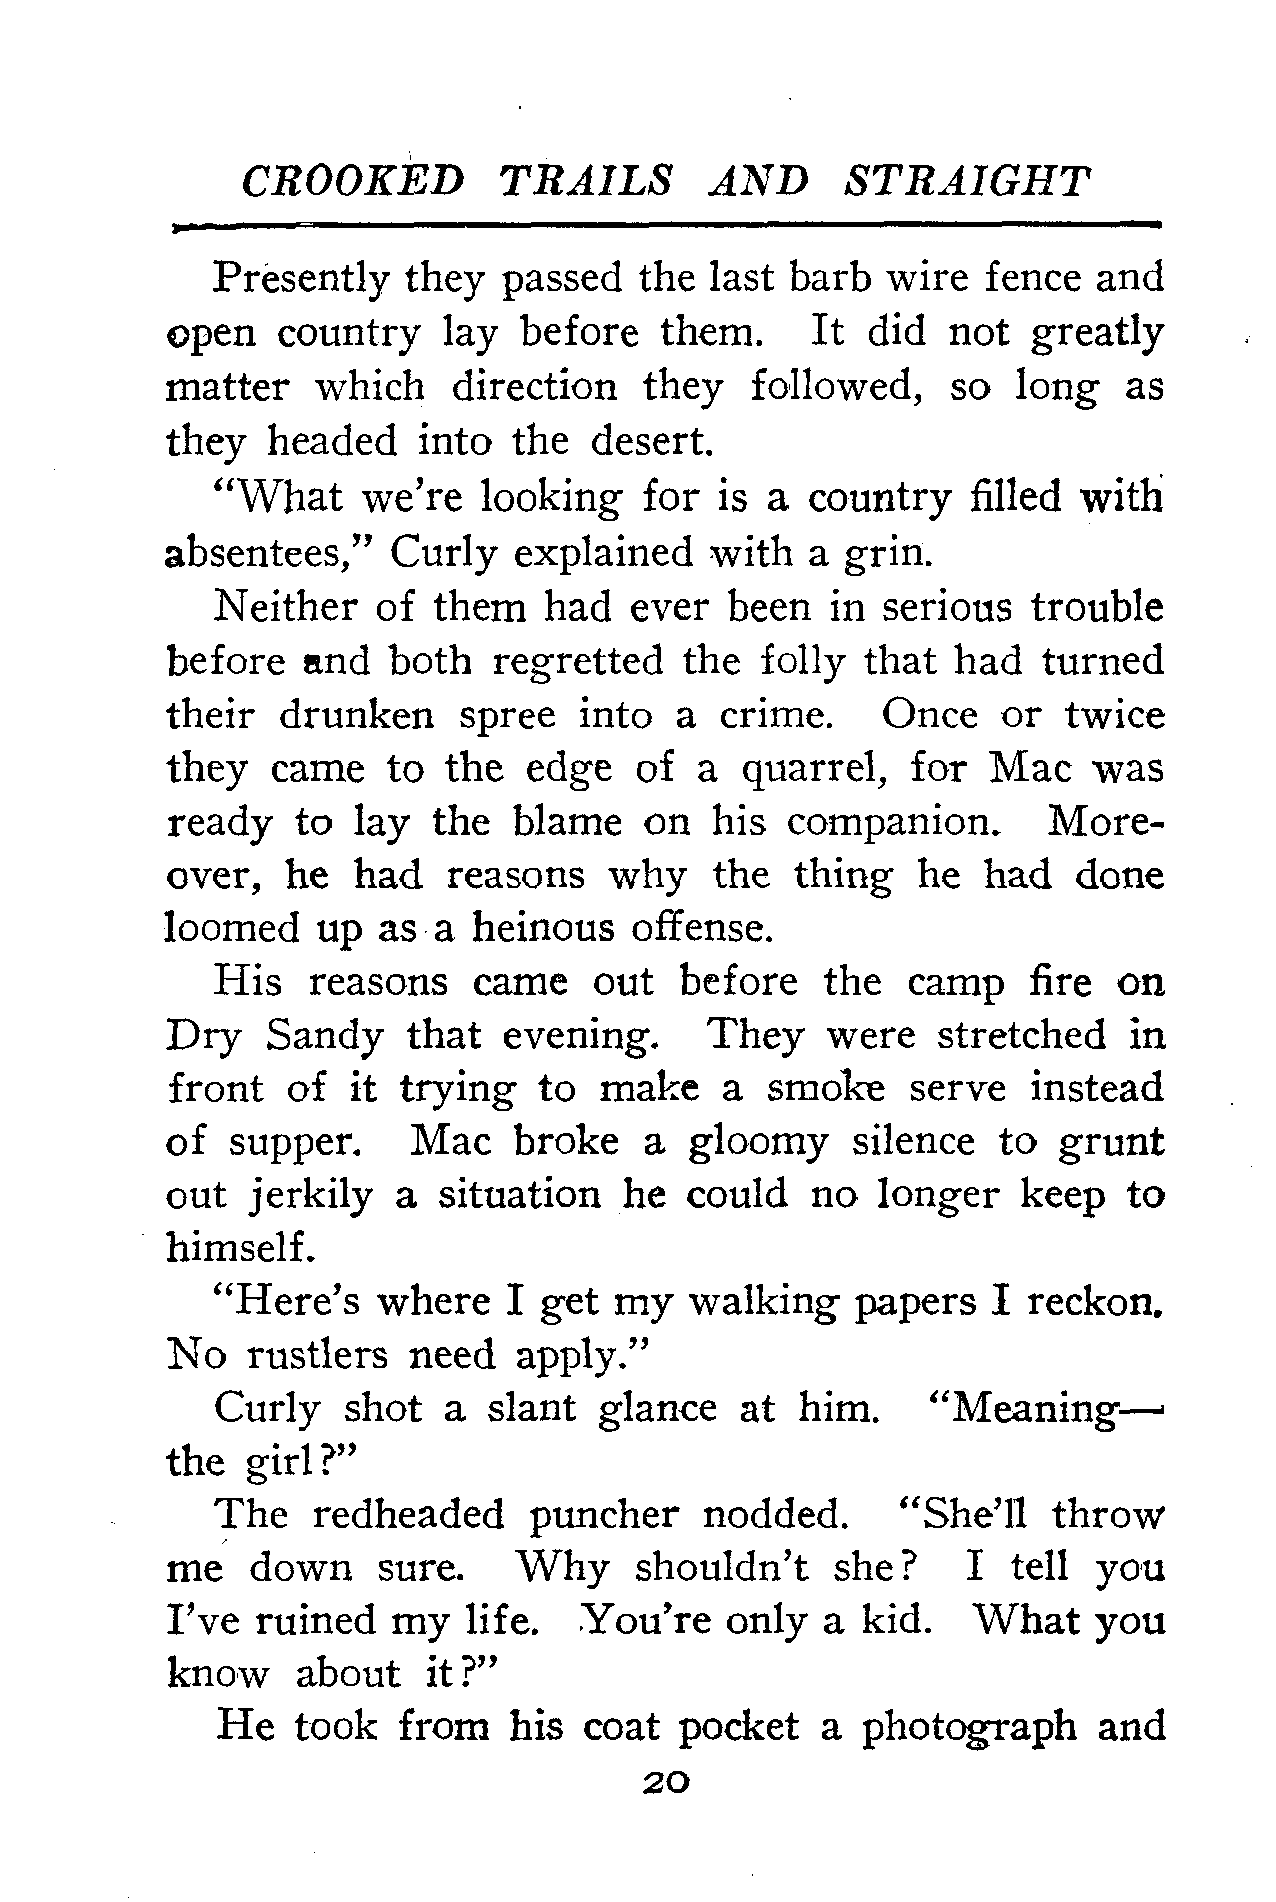 CROOKED TRAILS AND STRAIGHT
Presently they passed the last barb wire fence and
open country lay before them. It did not greatly
matter which direction they followed, so long as
they headed into the desert.
“What we’re looking for is a country filled with
absentees,” Curly explained with a grin.
Neither of them had ever been in serious trouble
before and both regretted the folly that had turned
their drunken spree into a crime. Once or twice
they came to the edge of a quarrel, for Mac was
ready to lay the blame on his companion. More-
over, he had reasons why the thing he had done
loomed up as a heinous offense.
His reasons came out before the camp fire on
Dry Sandy that evening. They were stretched in
front of it trying to make a smoke serve instead
of supper. Mac broke a gloomy silence to grunt
out jerkily a situation he could no longer keep to
himself.
“Here’s where I get my walking papers I reckon.
No rustlers need apply.”
Curly shot a slant glance at him. “Meaning—
the girl?”
The redheaded puncher nodded. “She’ll throw
me down sure. Why shouldn’t she? I tell you
I’ve ruined my life. You’re only a kid. What you
know about it?”
He took from his coat pocket a photograph and
20